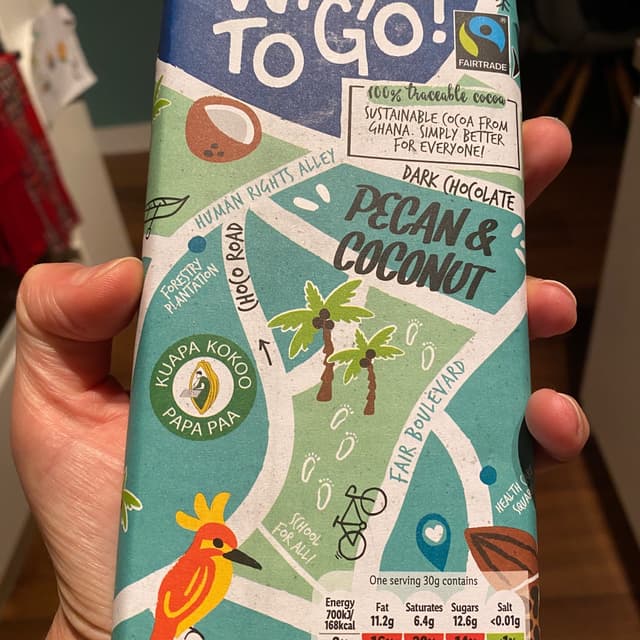 TO GO!
FAIRTRADE
100% traceable cocoa
SUSTAINABLE COCOA FROM
GHANA. SIMPLY BETTER
FOR EVERYONE!
DARK CHOCOLATE
PECAN &
COCONUT
HUMAN RIGHTS ALLEY
FORESTRY
PLANTATION
CHOCO ROAD
KUAPA KOKOO
PAPA PAA
FAIR BOULEVARD
SCHOOL
FOR ALL!
HEALTH
One serving 30g contains
Energy
700kJ/
168kcal
Fat
11.2g
Saturates
6.4g
Sugars
12.6g
Salt
<0.01g